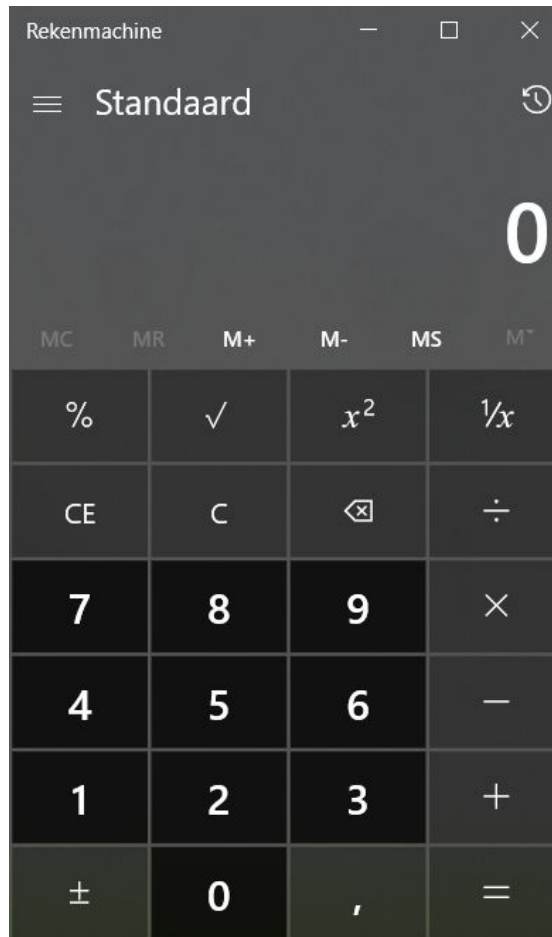 Rekenmachine
Standaard
0
MC MR M+ M- MS M˅
% √ x² ¹/x
CE C ÷
7 8 9 ×
4 5 6 −
1 2 3 +
± 0 , =